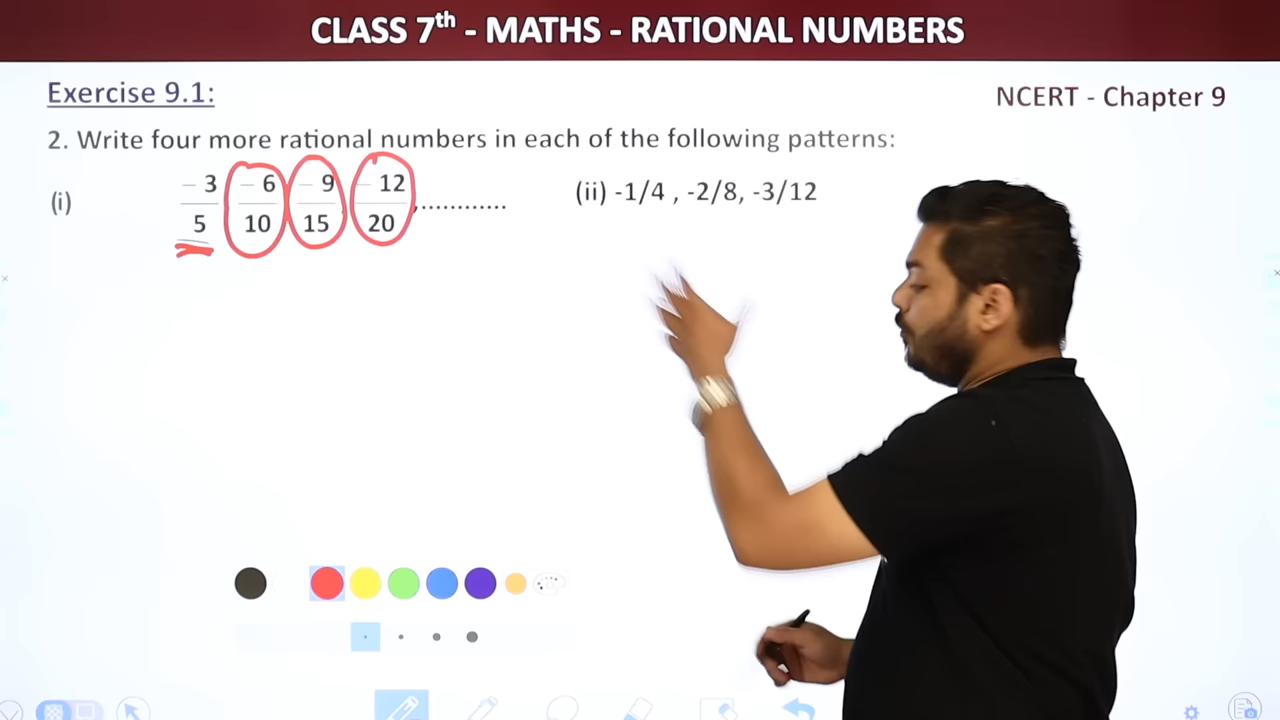 CLASS 7th - MATHS - RATIONAL NUMBERS
Exercise 9.1:
NCERT - Chapter 9
2. Write four more rational numbers in each of the following patterns:
(i) -3/5 -6/10 -9/15 -12/20,............
(ii) -1/4 , -2/8, -3/12